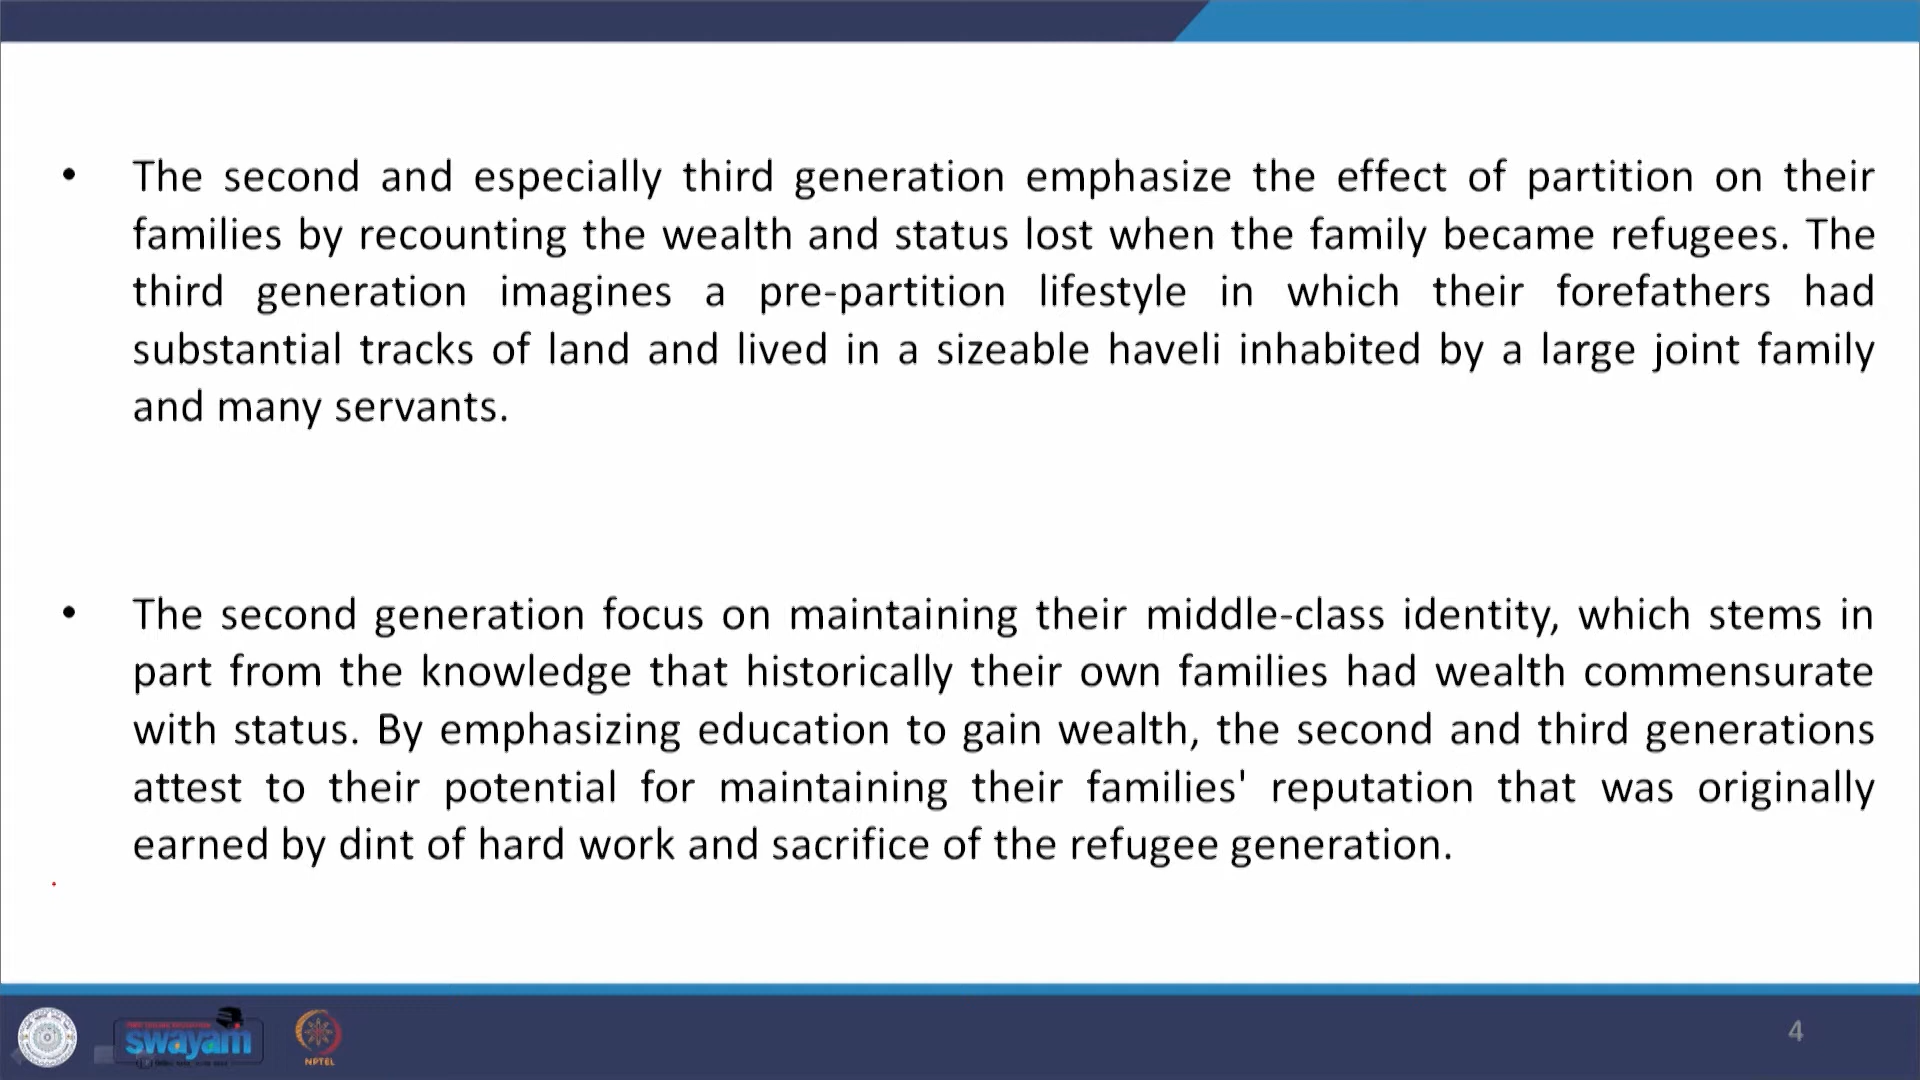 • The second and especially third generation emphasize the effect of partition on their
families by recounting the wealth and status lost when the family became refugees. The
third generation imagines a pre-partition lifestyle in which their forefathers had
substantial tracks of land and lived in a sizeable haveli inhabited by a large joint family
and many servants.
• The second generation focus on maintaining their middle-class identity, which stems in
part from the knowledge that historically their own families had wealth commensurate
with status. By emphasizing education to gain wealth, the second and third generations
attest to their potential for maintaining their families' reputation that was originally
earned by dint of hard work and sacrifice of the refugee generation.
swayam
NPTEL
4